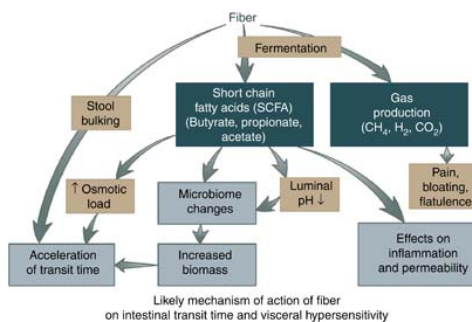 Fiber
Fermentation
Stool
bulking
Short chain
fatty acids (SCFA)
(Butyrate, propionate,
acetate)
Gas
production
(CH₄, H₂, CO₂)
↑ Osmotic
load
Microbiome
changes
Luminal
pH ↓
Pain,
bloating,
flatulence
Acceleration
of transit time
Increased
biomass
Effects on
inflammation
and permeability
Likely mechanism of action of fiber
on intestinal transit time and visceral hypersensitivity